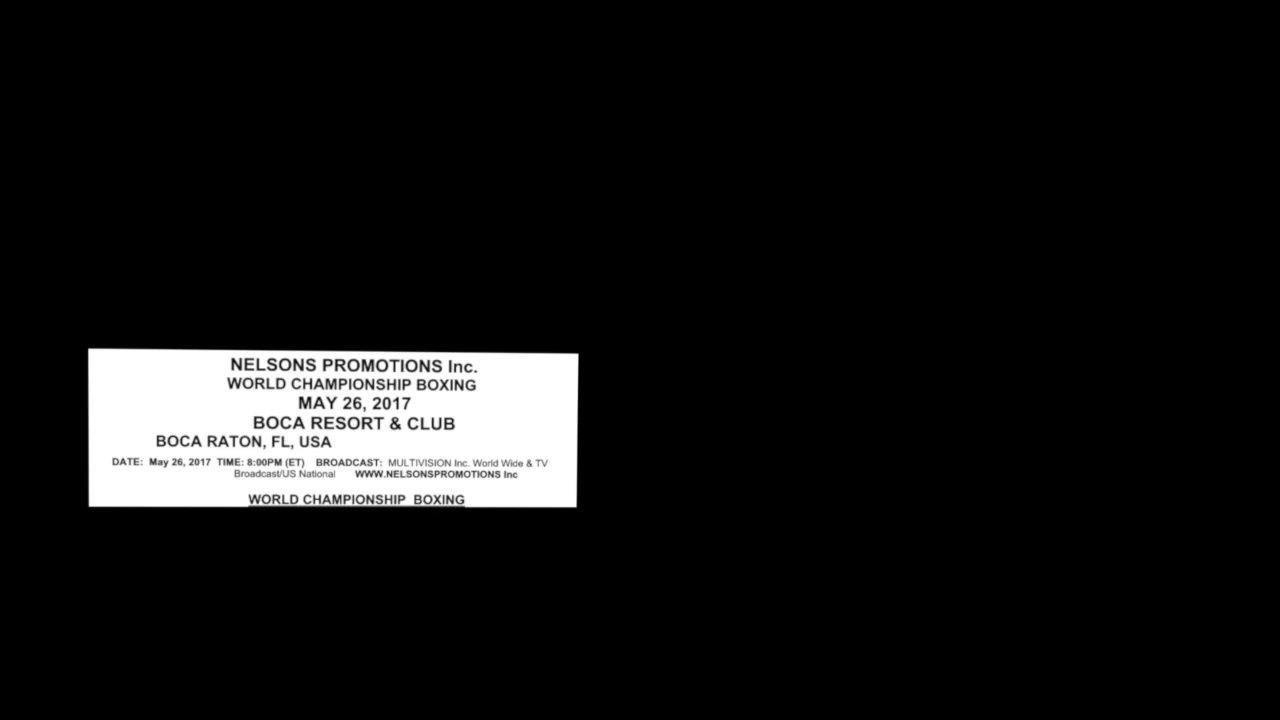 NELSONS PROMOTIONS Inc.
WORLD CHAMPIONSHIP BOXING
MAY 26, 2017
BOCA RESORT & CLUB
BOCA RATON, FL, USA
DATE: May 26, 2017 TIME: 8:00PM (ET) BROADCAST: MULTIVISION Inc. World Wide & TV
Broadcast/US National WWW.NELSONSPROMOTIONS Inc
WORLD CHAMPIONSHIP BOXING